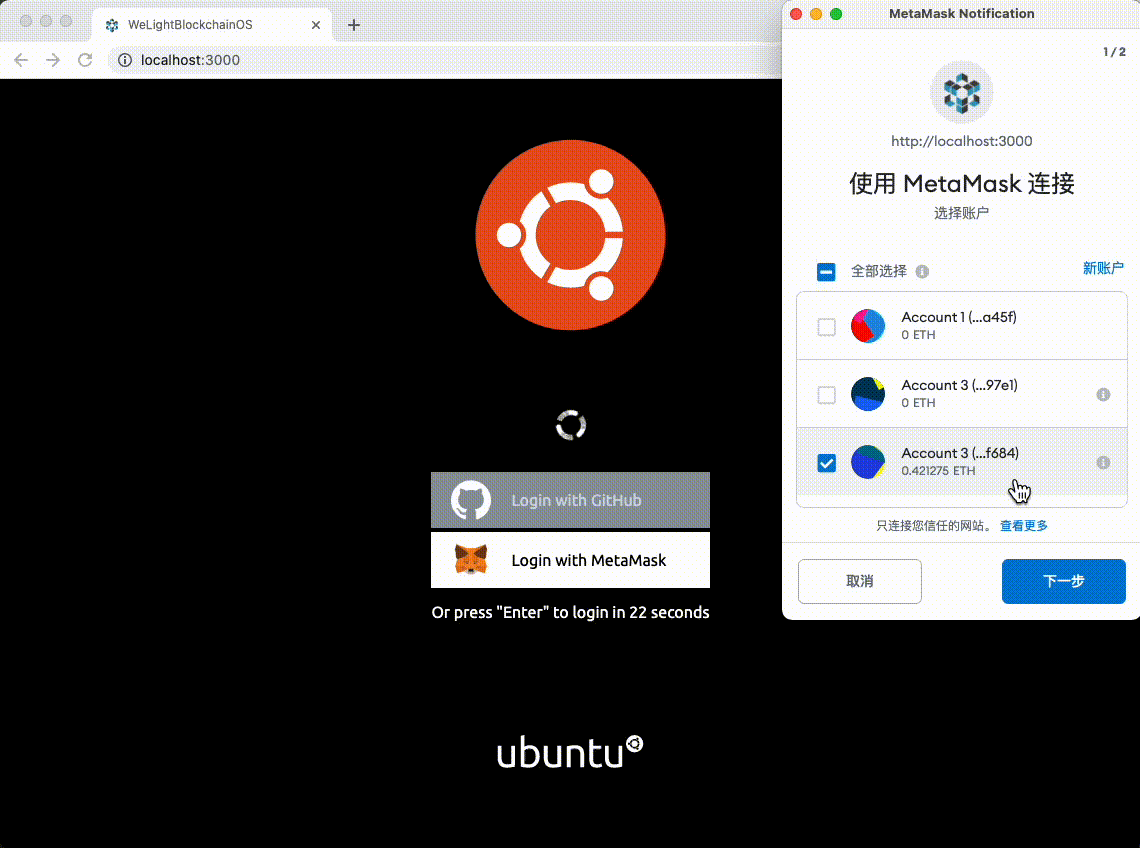 WeLightBlockchainOS
localhost:3000
Login with GitHub
Login with MetaMask
Or press "Enter" to login in 22 seconds
ubuntu
MetaMask Notification
1 / 2
http://localhost:3000
使用 MetaMask 连接
选择账户
全部选择
新账户
Account 1 (...a45f)
0 ETH
Account 3 (...97e1)
0 ETH
Account 3 (...f684)
0.421275 ETH
只连接您信任的网站。 查看更多
取消
下一步